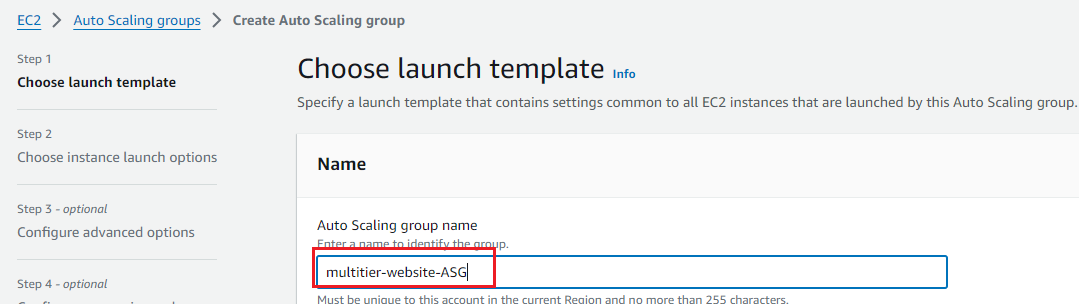 EC2 > Auto Scaling groups > Create Auto Scaling group
Step 1
Choose launch template
Step 2
Choose instance launch options
Step 3 - optional
Configure advanced options
Step 4 - optional
Choose launch template Info
Specify a launch template that contains settings common to all EC2 instances that are launched by this Auto Scaling group.
Name
Auto Scaling group name
Enter a name to identify the group.
multitier-website-ASG
Must be unique to this account in the current Region and no more than 255 characters.